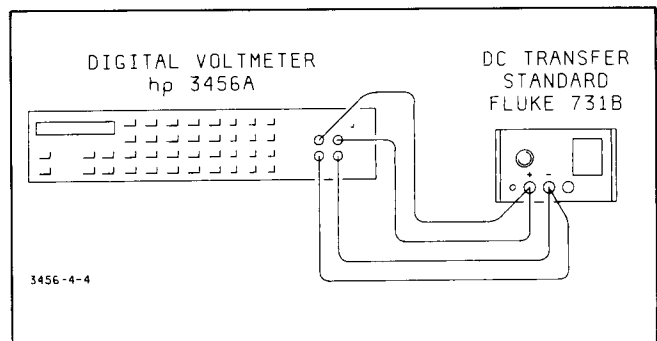 DIGITAL VOLTMETER
hp 3456A
DC TRANSFER
STANDARD
FLUKE 731B
+ -
3456-4-4